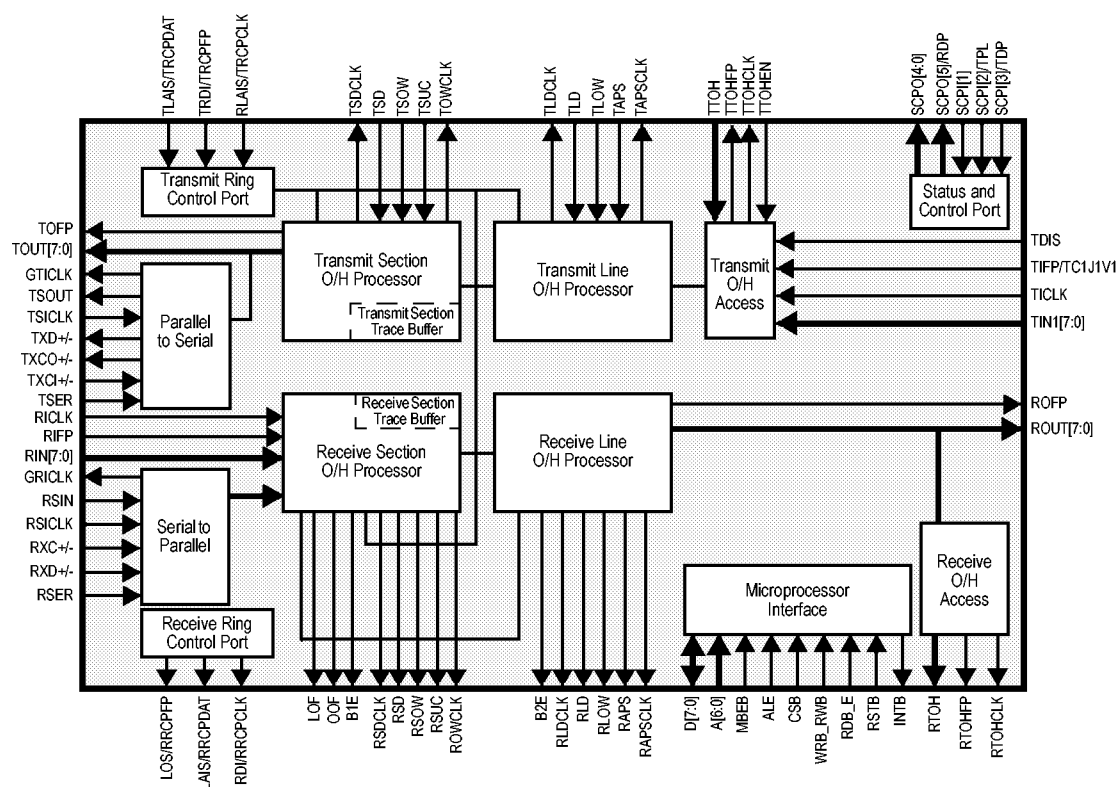 TLAIS/TRCPDAT
TRDI/TRCPFP
RLAIS/TRCPCLK
TSDCLK
TSD
TSOW
TSUC
TOWCLK
TLDCLK
TLD
TLOW
TAPS
TAPSCLK
TTOH
TTOHFP
TTOHCLK
TTOHEN
SCPO[4:0]
SCPO[5]/RDP
SCPI[1]
SCPI[2]/TPL
SCPI[3]/TDP
Transmit Ring
Control Port
Status and
Control Port
TOFP
TOUT[7:0]
GTICLK
TSOUT
TSICLK
TXD+/-
TXCO+/-
TXCI+/-
TSER
RICLK
RIFP
RIN[7:0]
GRICLK
RSIN
RSICLK
RXC+/-
RXD+/-
RSER
Parallel
to Serial
Transmit Section
O/H Processor
Transmit Section
Trace Buffer
Transmit Line
O/H Processor
Transmit
O/H
Access
TDIS
TIFP/TC1J1V1
TICLK
TIN1[7:0]
Receive Section
Trace Buffer
Receive Section
O/H Processor
Receive Line
O/H Processor
ROFP
ROUT[7:0]
Serial to
Parallel
Microprocessor
Interface
Receive
O/H
Access
Receive Ring
Control Port
LOS/RRCPFP
LAIS/RRCPDAT
RDI/RRCPCLK
LOF
OOF
B1E
RSDCLK
RSD
RSOW
RSUC
ROWCLK
B2E
RLDCLK
RLD
RLOW
RAPS
RAPSCLK
D[7:0]
A[6:0]
MBEB
ALE
CSB
WRB_RWB
RDB_E
RSTB
INTB
RTOH
RTOHFP
RTOHCLK